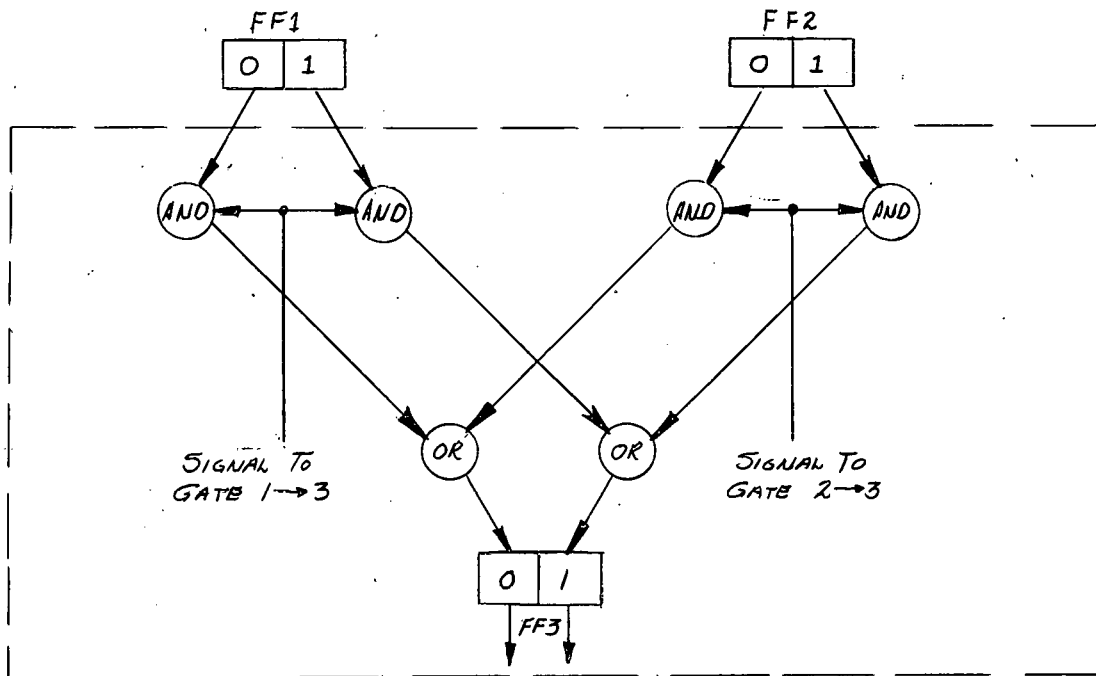 FF1
FF2
0 1
0 1
AND
AND
AND
AND
OR
OR
SIGNAL TO
GATE 1→3
SIGNAL TO
GATE 2→3
0 1
FF3